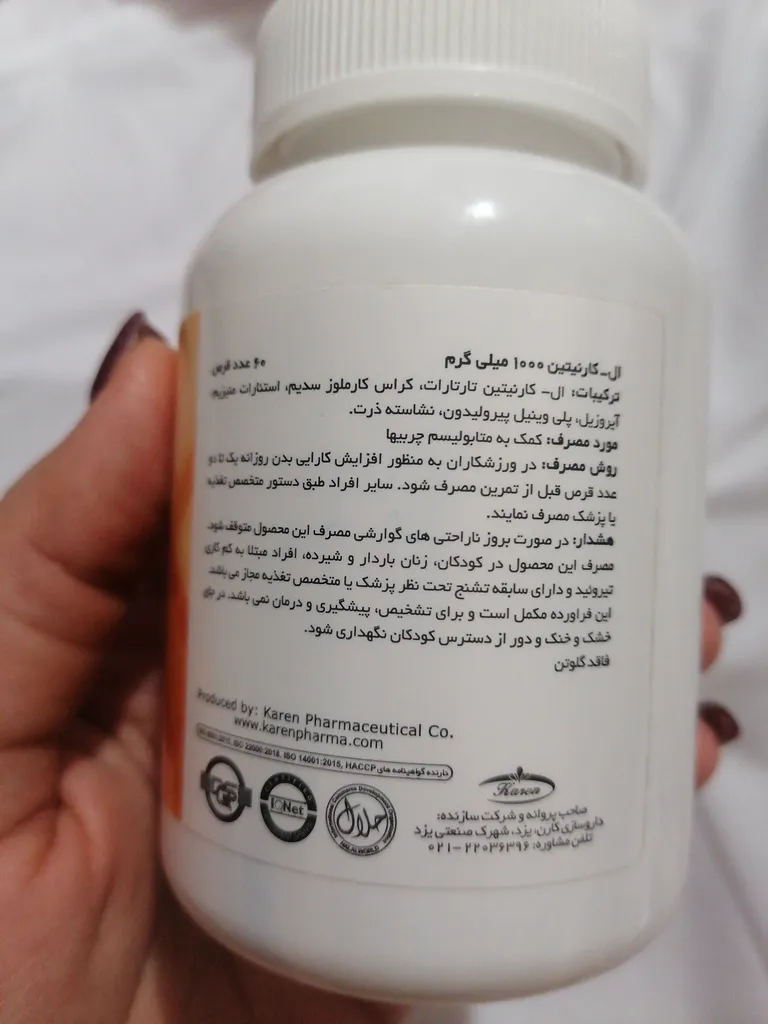 ال-کارنیتین ۱۰۰۰ میلی گرم ۶۰ عدد قرص
ترکیبات: ال- کارنیتین تارتارات، کراس کارملوز سدیم، استئارات منیزیم،
آیروزیل، پلی وینیل پیرولیدون، نشاسته ذرت.
مورد مصرف: کمک به متابولیسم چربیها
روش مصرف: در ورزشکاران به منظور افزایش کارایی بدن روزانه یک تا دو
عدد قرص قبل از تمرین مصرف شود. سایر افراد طبق دستور متخصص تغذیه
یا پزشک مصرف نمایند.
هشدار: در صورت بروز ناراحتی های گوارشی مصرف این محصول متوقف شود.
مصرف این محصول در کودکان، زنان باردار و شیرده، افراد مبتلا به کم کاری
تیروئید و دارای سابقه تشنج تحت نظر پزشک یا متخصص تغذیه مجاز می باشد.
این فراورده مکمل است و برای تشخیص، پیشگیری و درمان نمی باشد. در جای
خشک و خنک و دور از دسترس کودکان نگهداری شود.
فاقد گلوتن
Produced by: Karen Pharmaceutical Co.
www.karenpharma.com
ISO 22000:2018, ISO 14001:2015, HACCP دارنده گواهینامه های
IQNet
حلال
HALAL WORLD
Karen
صاحب پروانه و شرکت سازنده:
داروسازی کارن، یزد، شهرک صنعتی یزد
تلفن مشاوره: ۲۲۰۳۶۳۹۶-۰۲۱